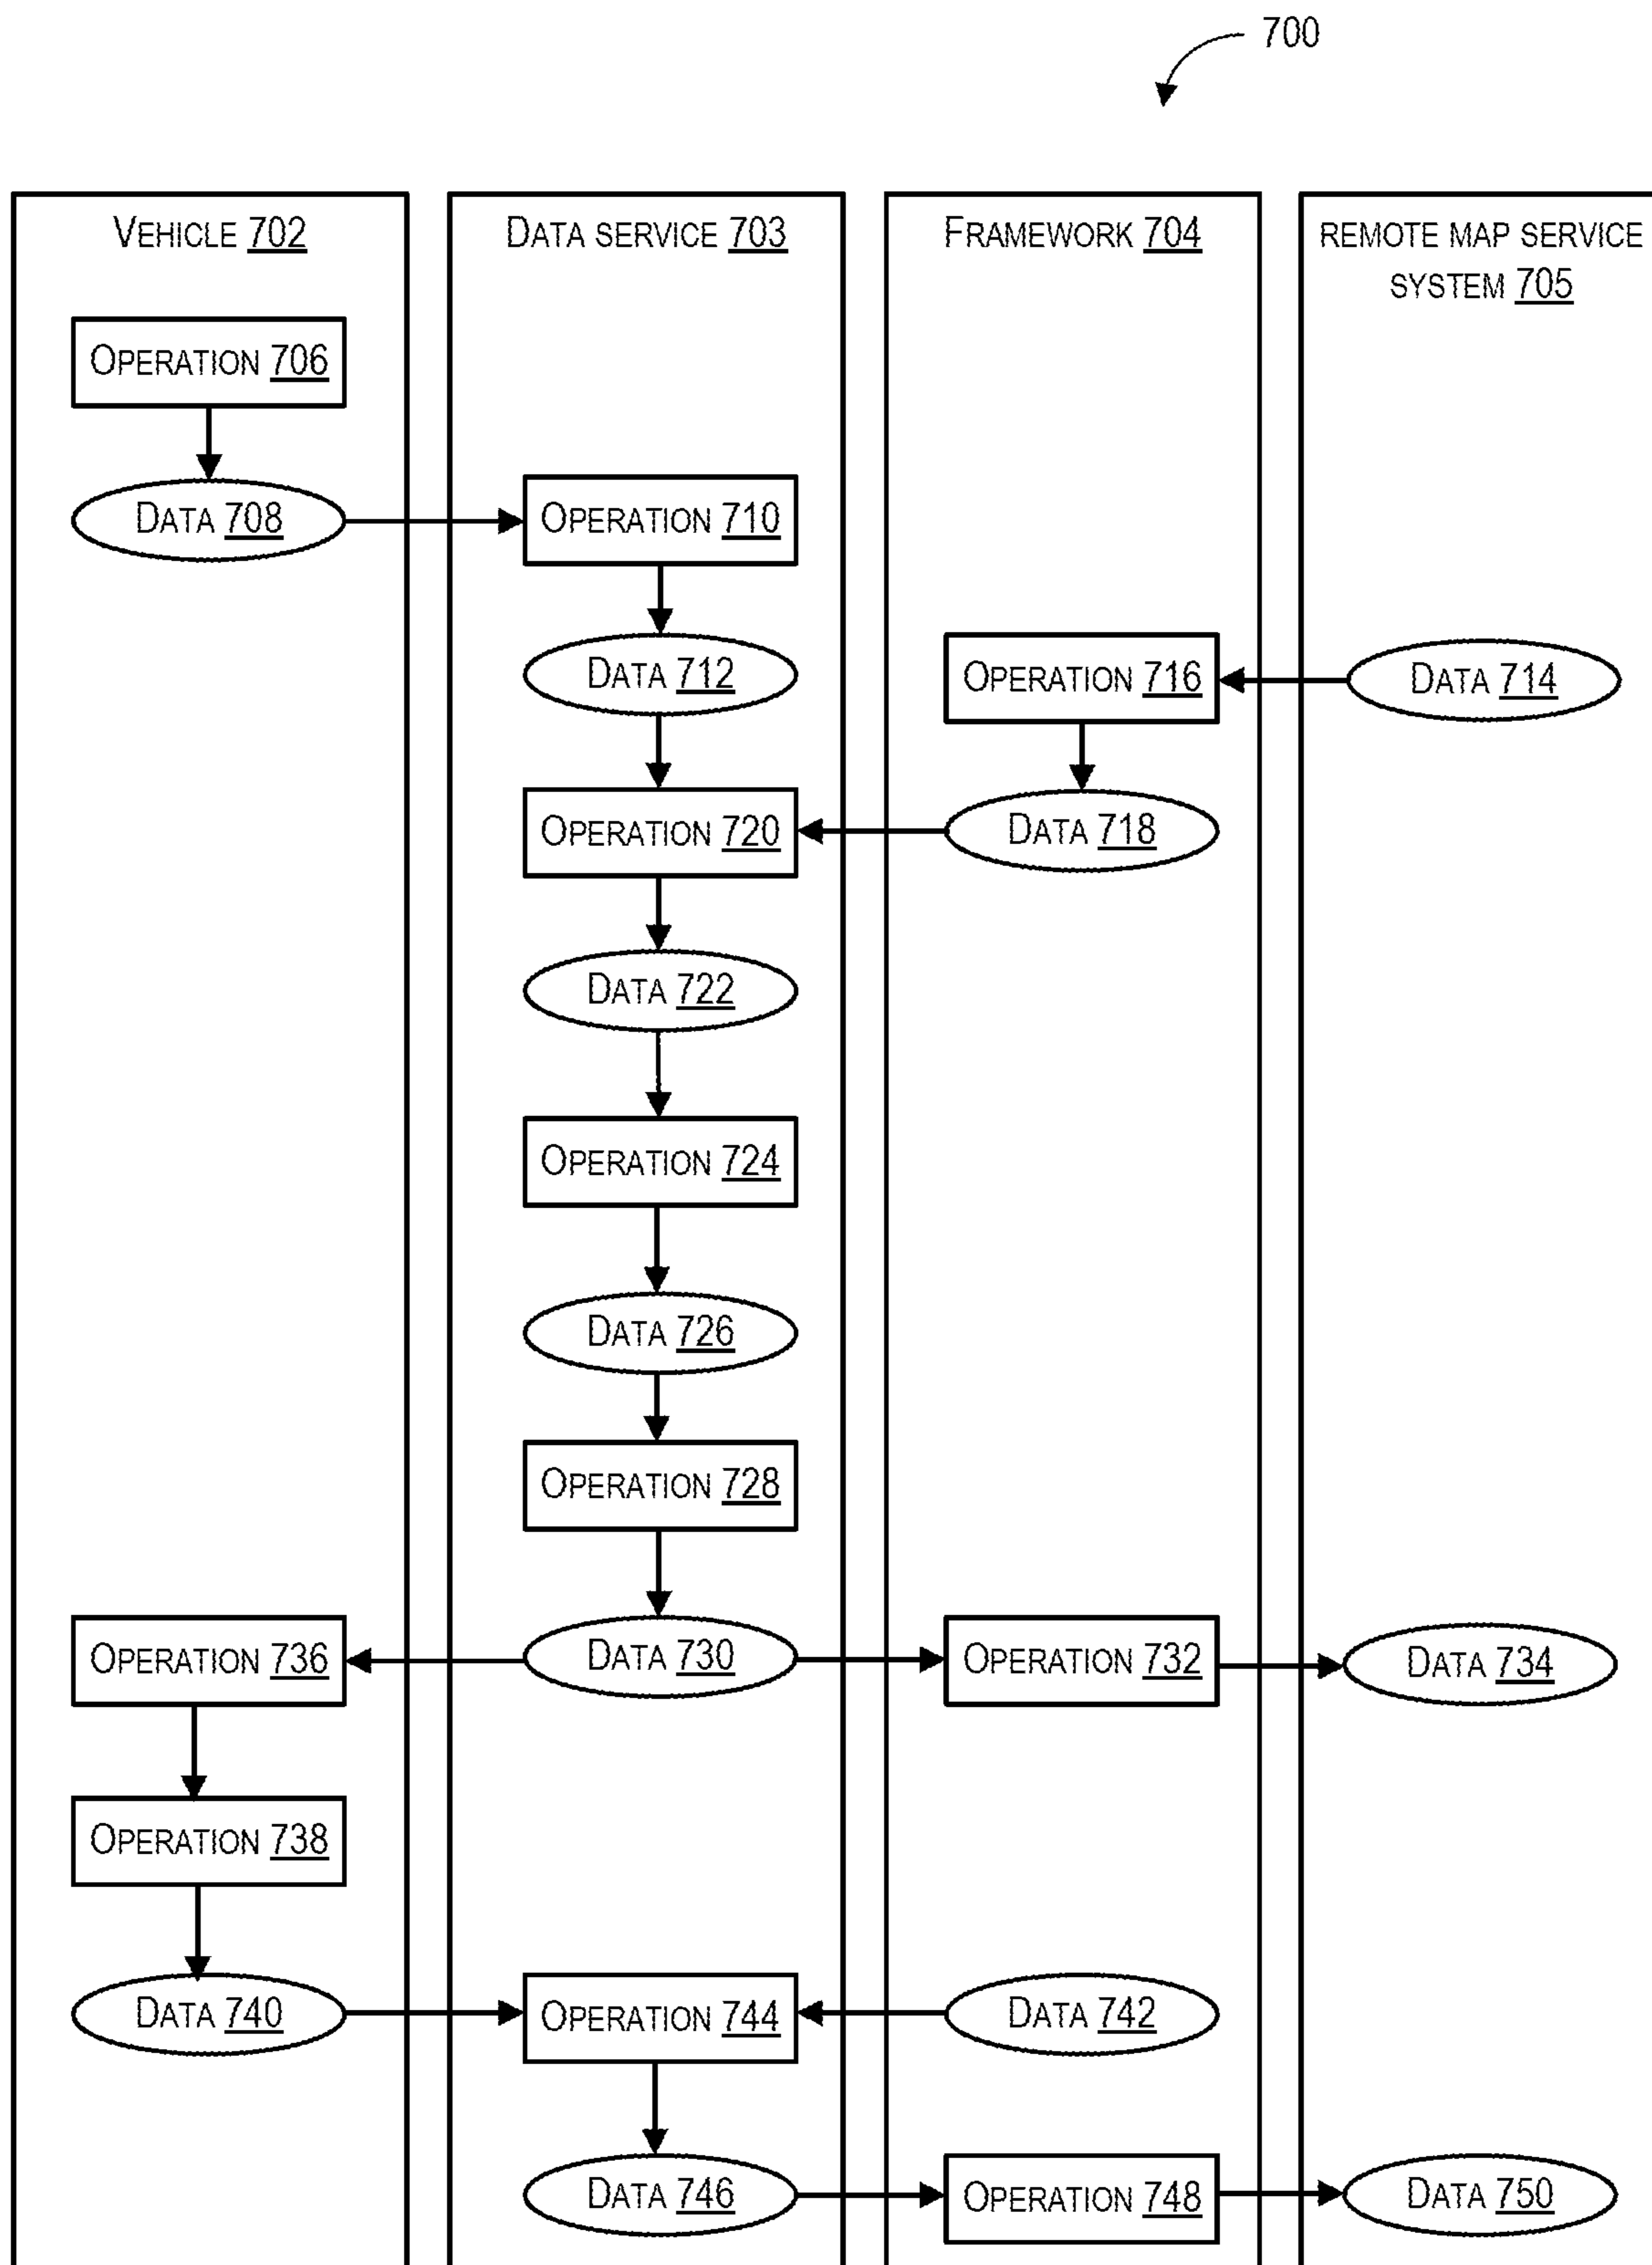 700
VEHICLE 702
DATA SERVICE 703
FRAMEWORK 704
REMOTE MAP SERVICE
SYSTEM 705
OPERATION 706
DATA 708
OPERATION 710
DATA 712
OPERATION 716
DATA 714
OPERATION 720
DATA 718
DATA 722
OPERATION 724
DATA 726
OPERATION 728
OPERATION 736
DATA 730
OPERATION 732
DATA 734
OPERATION 738
DATA 740
OPERATION 744
DATA 742
DATA 746
OPERATION 748
DATA 750